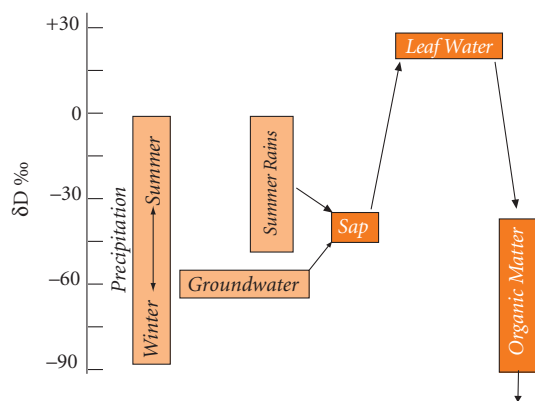 +30
0
−30
−60
−90
δD ‰
Precipitation
Winter
Summer
Summer Rains
Groundwater
Sap
Leaf Water
Organic Matter